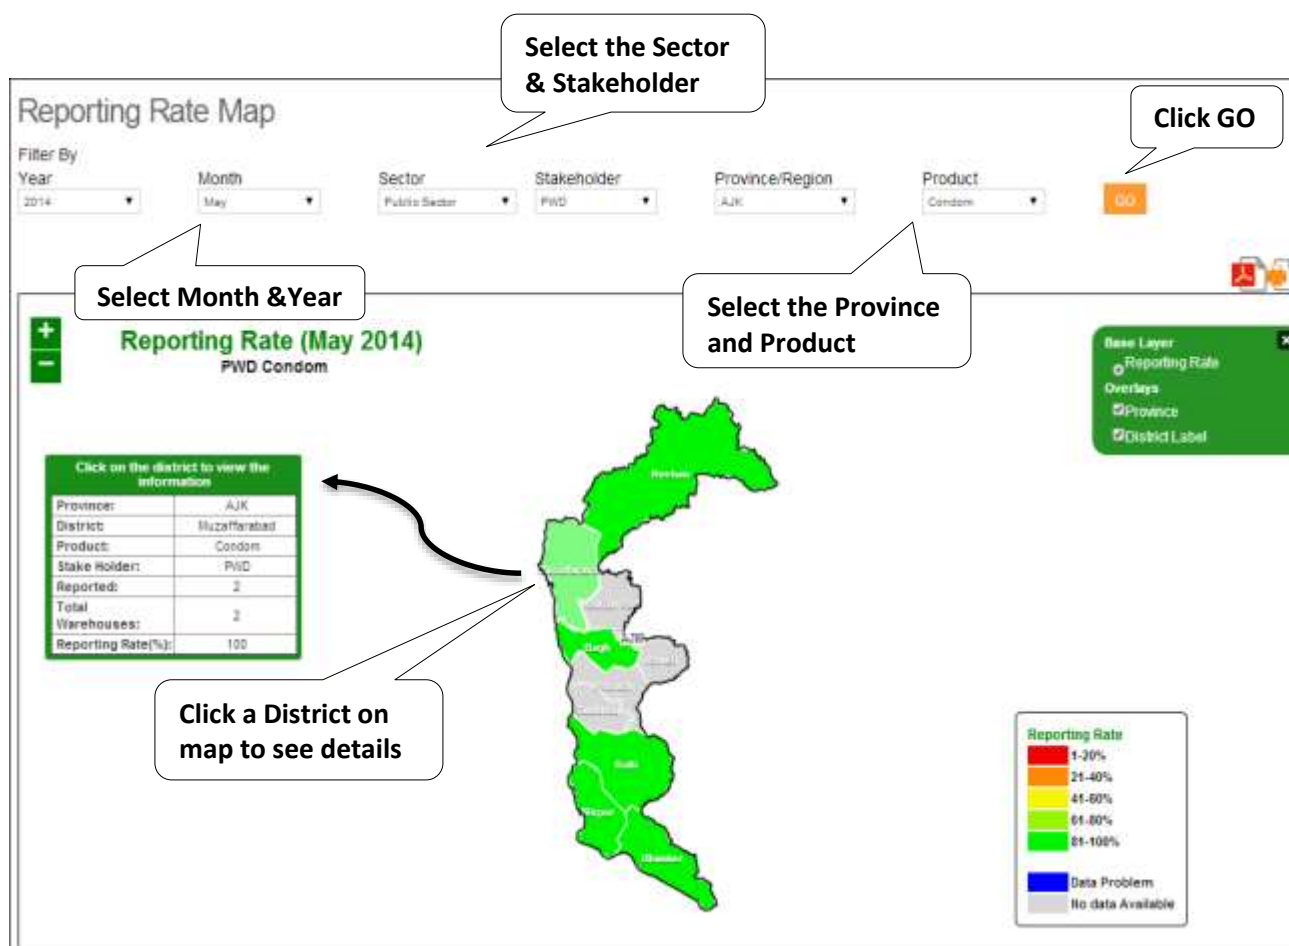 Select the Sector
& Stakeholder
Click GO
Reporting Rate Map
Filter By
Year
Month
Sector
Stakeholder
Province/Region
Product
2014
May
Public Sector
PWD
AJK
Condom
GO
Select Month &Year
Select the Province
and Product
+
−
Reporting Rate (May 2014)
PWD Condom
Base Layer
Reporting Rate
Overlays
Province
District Label
Click on the district to view the
information
Province: AJK
District: Muzaffarabad
Product: Condom
Stake Holder: PWD
Reported: 2
Total
Warehouses: 2
Reporting Rate(%): 100
Bagh
AJK
Click a District on
map to see details
Kotli
Mirpur
Bhimber
Reporting Rate
1-20%
21-40%
41-60%
61-80%
81-100%
Data Problem
No data Available